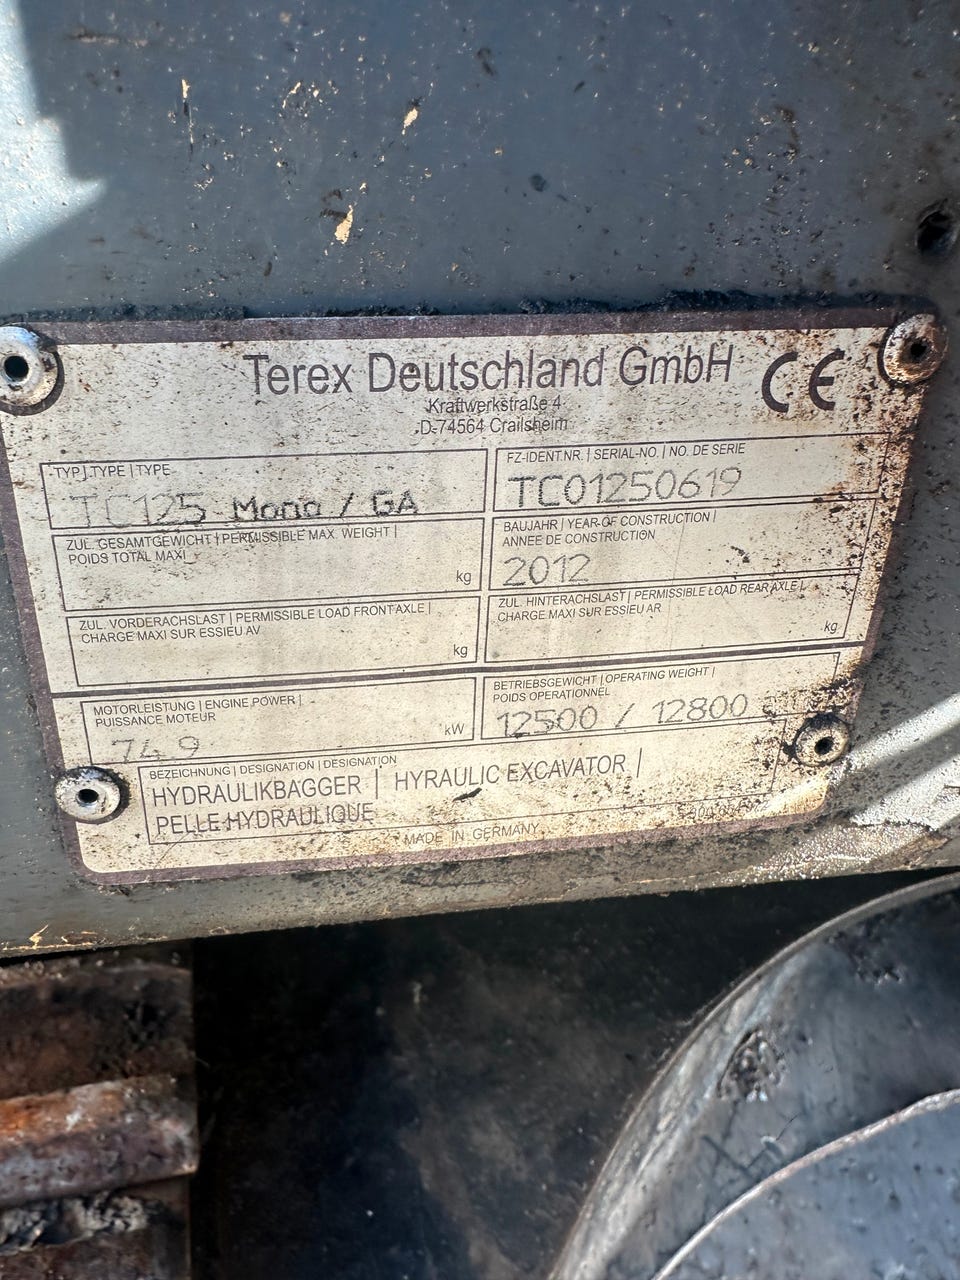 Terex Deutschland GmbH CE
Kraftwerkstraße 4
D-74564 Crailsheim
TYP | TYPE | TYPE
TC125 Mono / GA
FZ-IDENT.NR. | SERIAL-NO. | NO. DE SERIE
TC01250619
ZUL. GESAMTGEWICHT | PERMISSIBLE MAX. WEIGHT |
POIDS TOTAL MAXI
kg
BAUJAHR | YEAR OF CONSTRUCTION |
ANNEE DE CONSTRUCTION
2012
ZUL. VORDERACHSLAST | PERMISSIBLE LOAD FRONT AXLE |
CHARGE MAXI SUR ESSIEU AV
kg
ZUL. HINTERACHSLAST | PERMISSIBLE LOAD REAR AXLE |
CHARGE MAXI SUR ESSIEU AR
kg
MOTORLEISTUNG | ENGINE POWER |
PUISSANCE MOTEUR
74.9 kW
BETRIEBSGEWICHT | OPERATING WEIGHT |
POIDS OPERATIONNEL
12500 / 12800
BEZEICHNUNG | DESIGNATION | DESIGNATION
HYDRAULIKBAGGER | HYRAULIC EXCAVATOR |
PELLE HYDRAULIQUE
MADE IN GERMANY